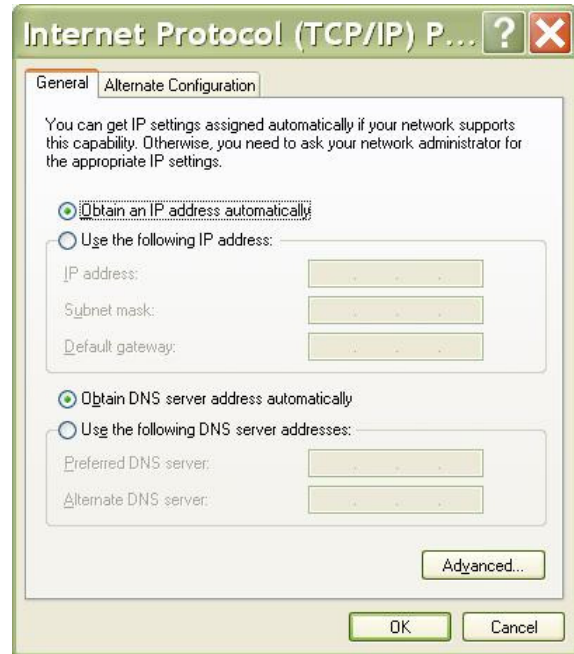 Internet Protocol (TCP/IP) P... ?
General Alternate Configuration
You can get IP settings assigned automatically if your network supports
this capability. Otherwise, you need to ask your network administrator for
the appropriate IP settings.
Obtain an IP address automatically
Use the following IP address:
IP address:
Subnet mask:
Default gateway:
Obtain DNS server address automatically
Use the following DNS server addresses:
Preferred DNS server:
Alternate DNS server:
Advanced...
OK Cancel